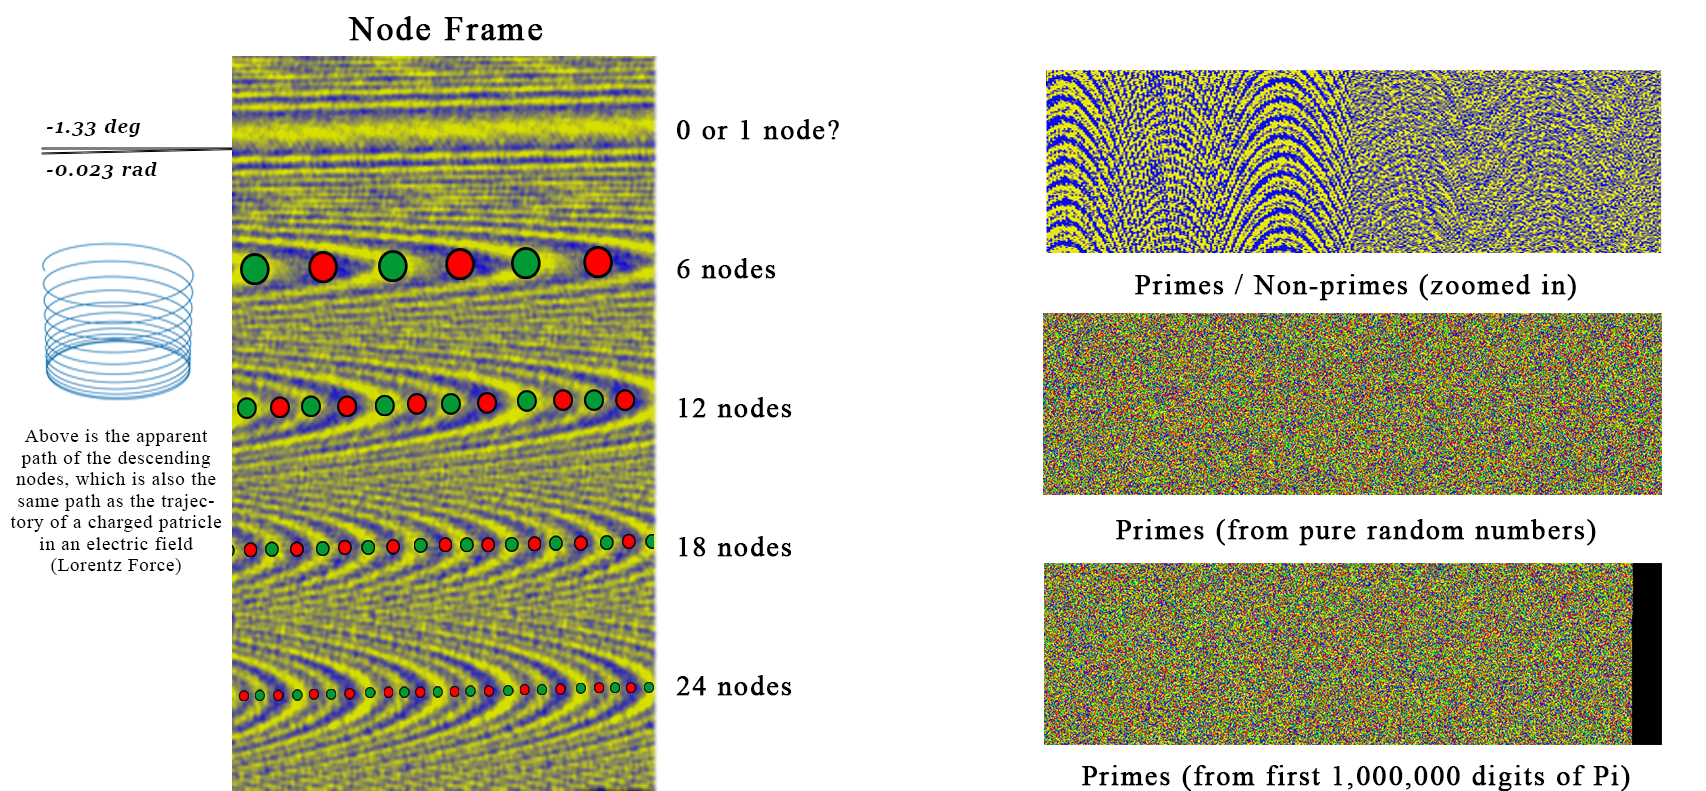 Node Frame
-1.33 deg
-0.023 rad
0 or 1 node?
6 nodes
12 nodes
18 nodes
24 nodes
Above is the apparent
path of the descending
nodes, which is also the
same path as the trajec-
tory of a charged patricle
in an electric field
(Lorentz Force)
Primes / Non-primes (zoomed in)
Primes (from pure random numbers)
Primes (from first 1,000,000 digits of Pi)